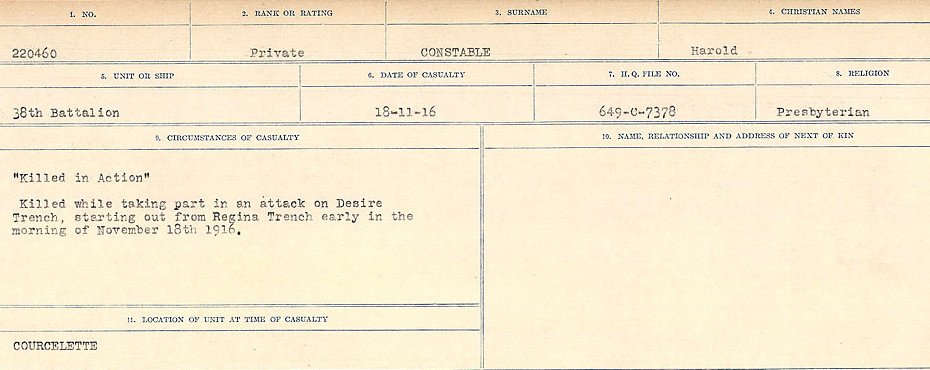 1. NO. 2. RANK OR RATING 3. SURNAME 4. CHRISTIAN NAMES
220460 Private CONSTABLE Harold
5. UNIT OR SHIP 6. DATE OF CASUALTY 7. H.Q. FILE NO. 8. RELIGION
38th Battalion 18-11-16 649-C-7378 Presbyterian
9. CIRCUMSTANCES OF CASUALTY 10. NAME, RELATIONSHIP AND ADDRESS OF NEXT OF KIN
"Killed in Action"
Killed while taking part in an attack on Desire
Trench, starting out from Regina Trench early in the
morning of November 18th 1916.
11. LOCATION OF UNIT AT TIME OF CASUALTY
COURCELETTE